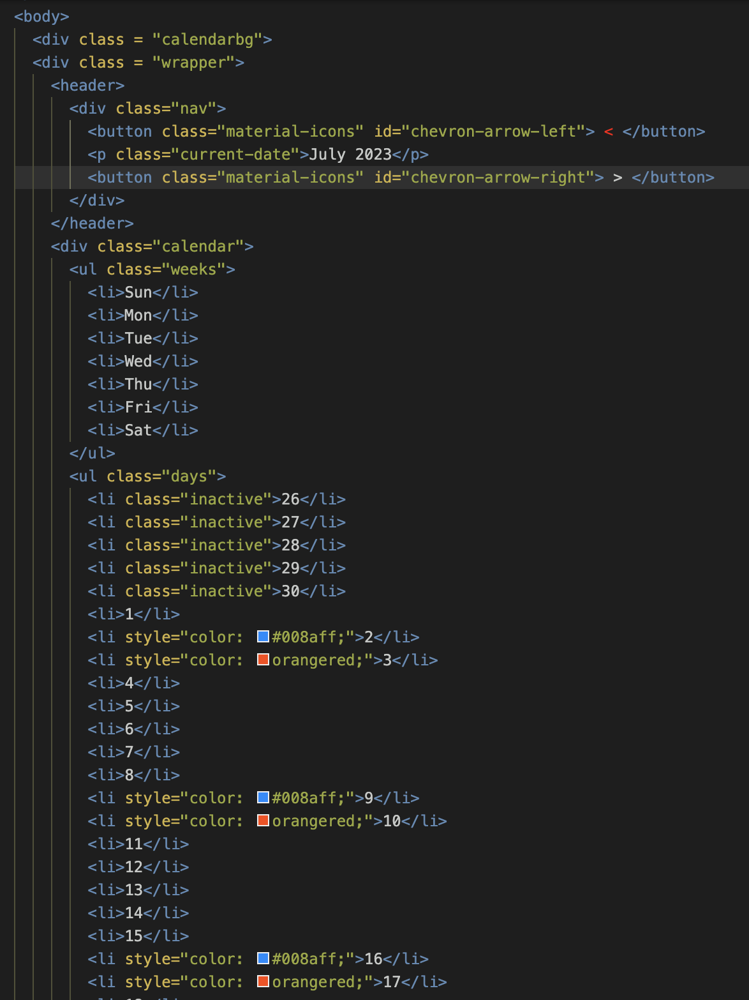 <body>
<div class = "calendarbg">
<div class = "wrapper">
<header>
<div class="nav">
<button class="material-icons" id="chevron-arrow-left"> < </button>
<p class="current-date">July 2023</p>
<button class="material-icons" id="chevron-arrow-right"> > </button>
</div>
</header>
<div class="calendar">
<ul class="weeks">
<li>Sun</li>
<li>Mon</li>
<li>Tue</li>
<li>Wed</li>
<li>Thu</li>
<li>Fri</li>
<li>Sat</li>
</ul>
<ul class="days">
<li class="inactive">26</li>
<li class="inactive">27</li>
<li class="inactive">28</li>
<li class="inactive">29</li>
<li class="inactive">30</li>
<li>1</li>
<li style="color: #008aff;">2</li>
<li style="color: orangered;">3</li>
<li>4</li>
<li>5</li>
<li>6</li>
<li>7</li>
<li>8</li>
<li style="color: #008aff;">9</li>
<li style="color: orangered;">10</li>
<li>11</li>
<li>12</li>
<li>13</li>
<li>14</li>
<li>15</li>
<li style="color: #008aff;">16</li>
<li style="color: orangered;">17</li>